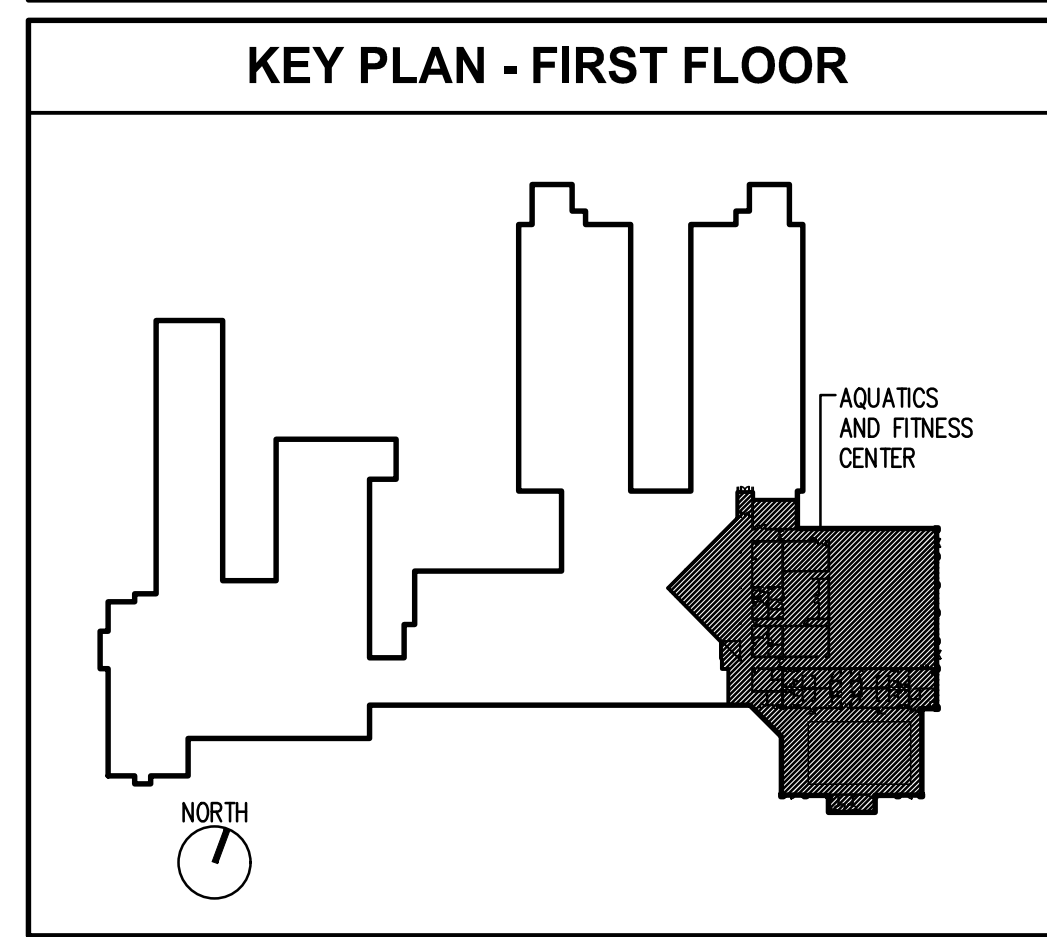 KEY PLAN - FIRST FLOOR
AQUATICS
AND FITNESS
CENTER
NORTH